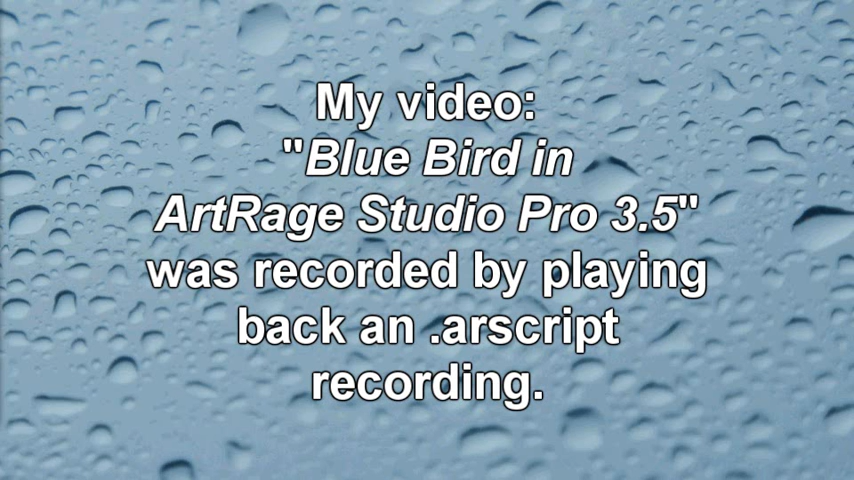 My video:
"Blue Bird in
ArtRage Studio Pro 3.5"
was recorded by playing
back an .arscript
recording.